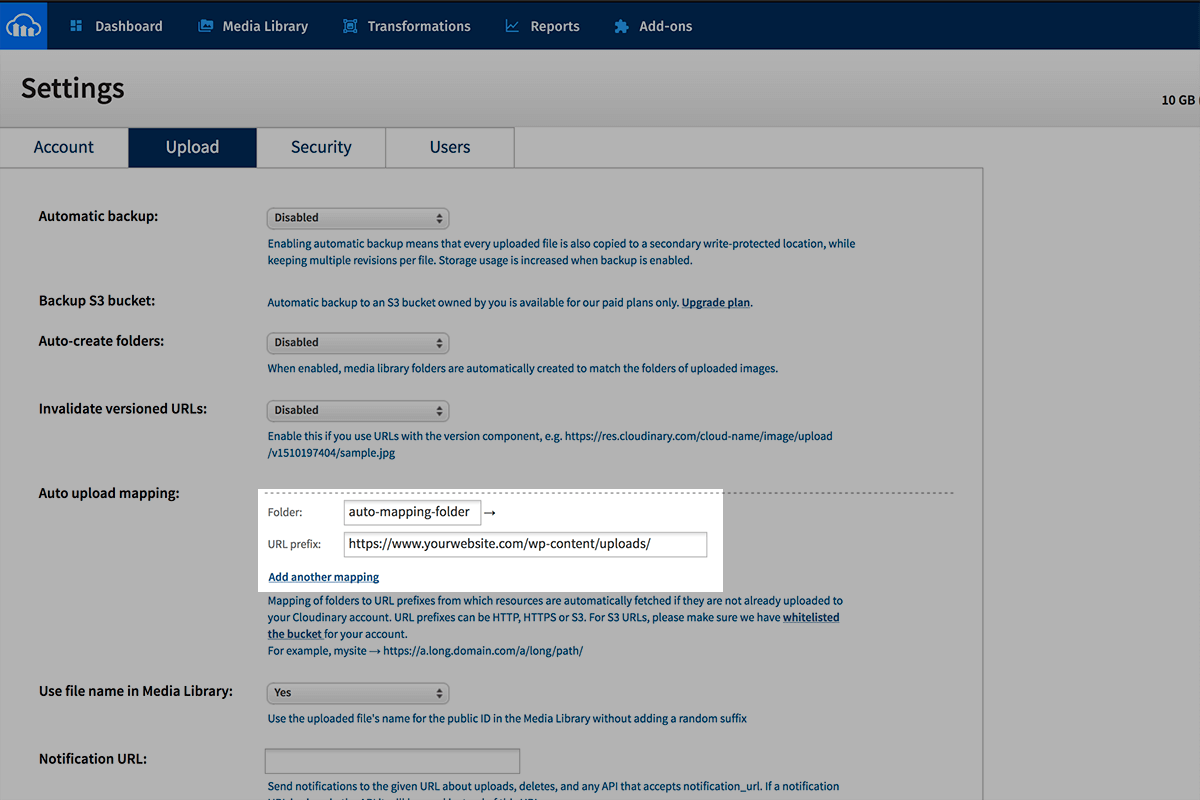 Dashboard Media Library Transformations Reports Add-ons
Settings
10 GB
Account Upload Security Users
Automatic backup: Disabled
Enabling automatic backup means that every uploaded file is also copied to a secondary write-protected location, while
keeping multiple revisions per file. Storage usage is increased when backup is enabled.
Backup S3 bucket: Automatic backup to an S3 bucket owned by you is available for our paid plans only. Upgrade plan.
Auto-create folders: Disabled
When enabled, media library folders are automatically created to match the folders of uploaded images.
Invalidate versioned URLs: Disabled
Enable this if you use URLs with the version component, e.g. https://res.cloudinary.com/cloud-name/image/upload
/v1510197404/sample.jpg
Auto upload mapping:
Folder: auto-mapping-folder →
URL prefix: https://www.yourwebsite.com/wp-content/uploads/
Add another mapping
Mapping of folders to URL prefixes from which resources are automatically fetched if they are not already uploaded to
your Cloudinary account. URL prefixes can be HTTP, HTTPS or S3. For S3 URLs, please make sure we have whitelisted
the bucket for your account.
For example, mysite → https://a.long.domain.com/a/long/path/
Use file name in Media Library: Yes
Use the uploaded file's name for the public ID in the Media Library without adding a random suffix
Notification URL:
Send notifications to the given URL about uploads, deletes, and any API that accepts notification_url. If a notification